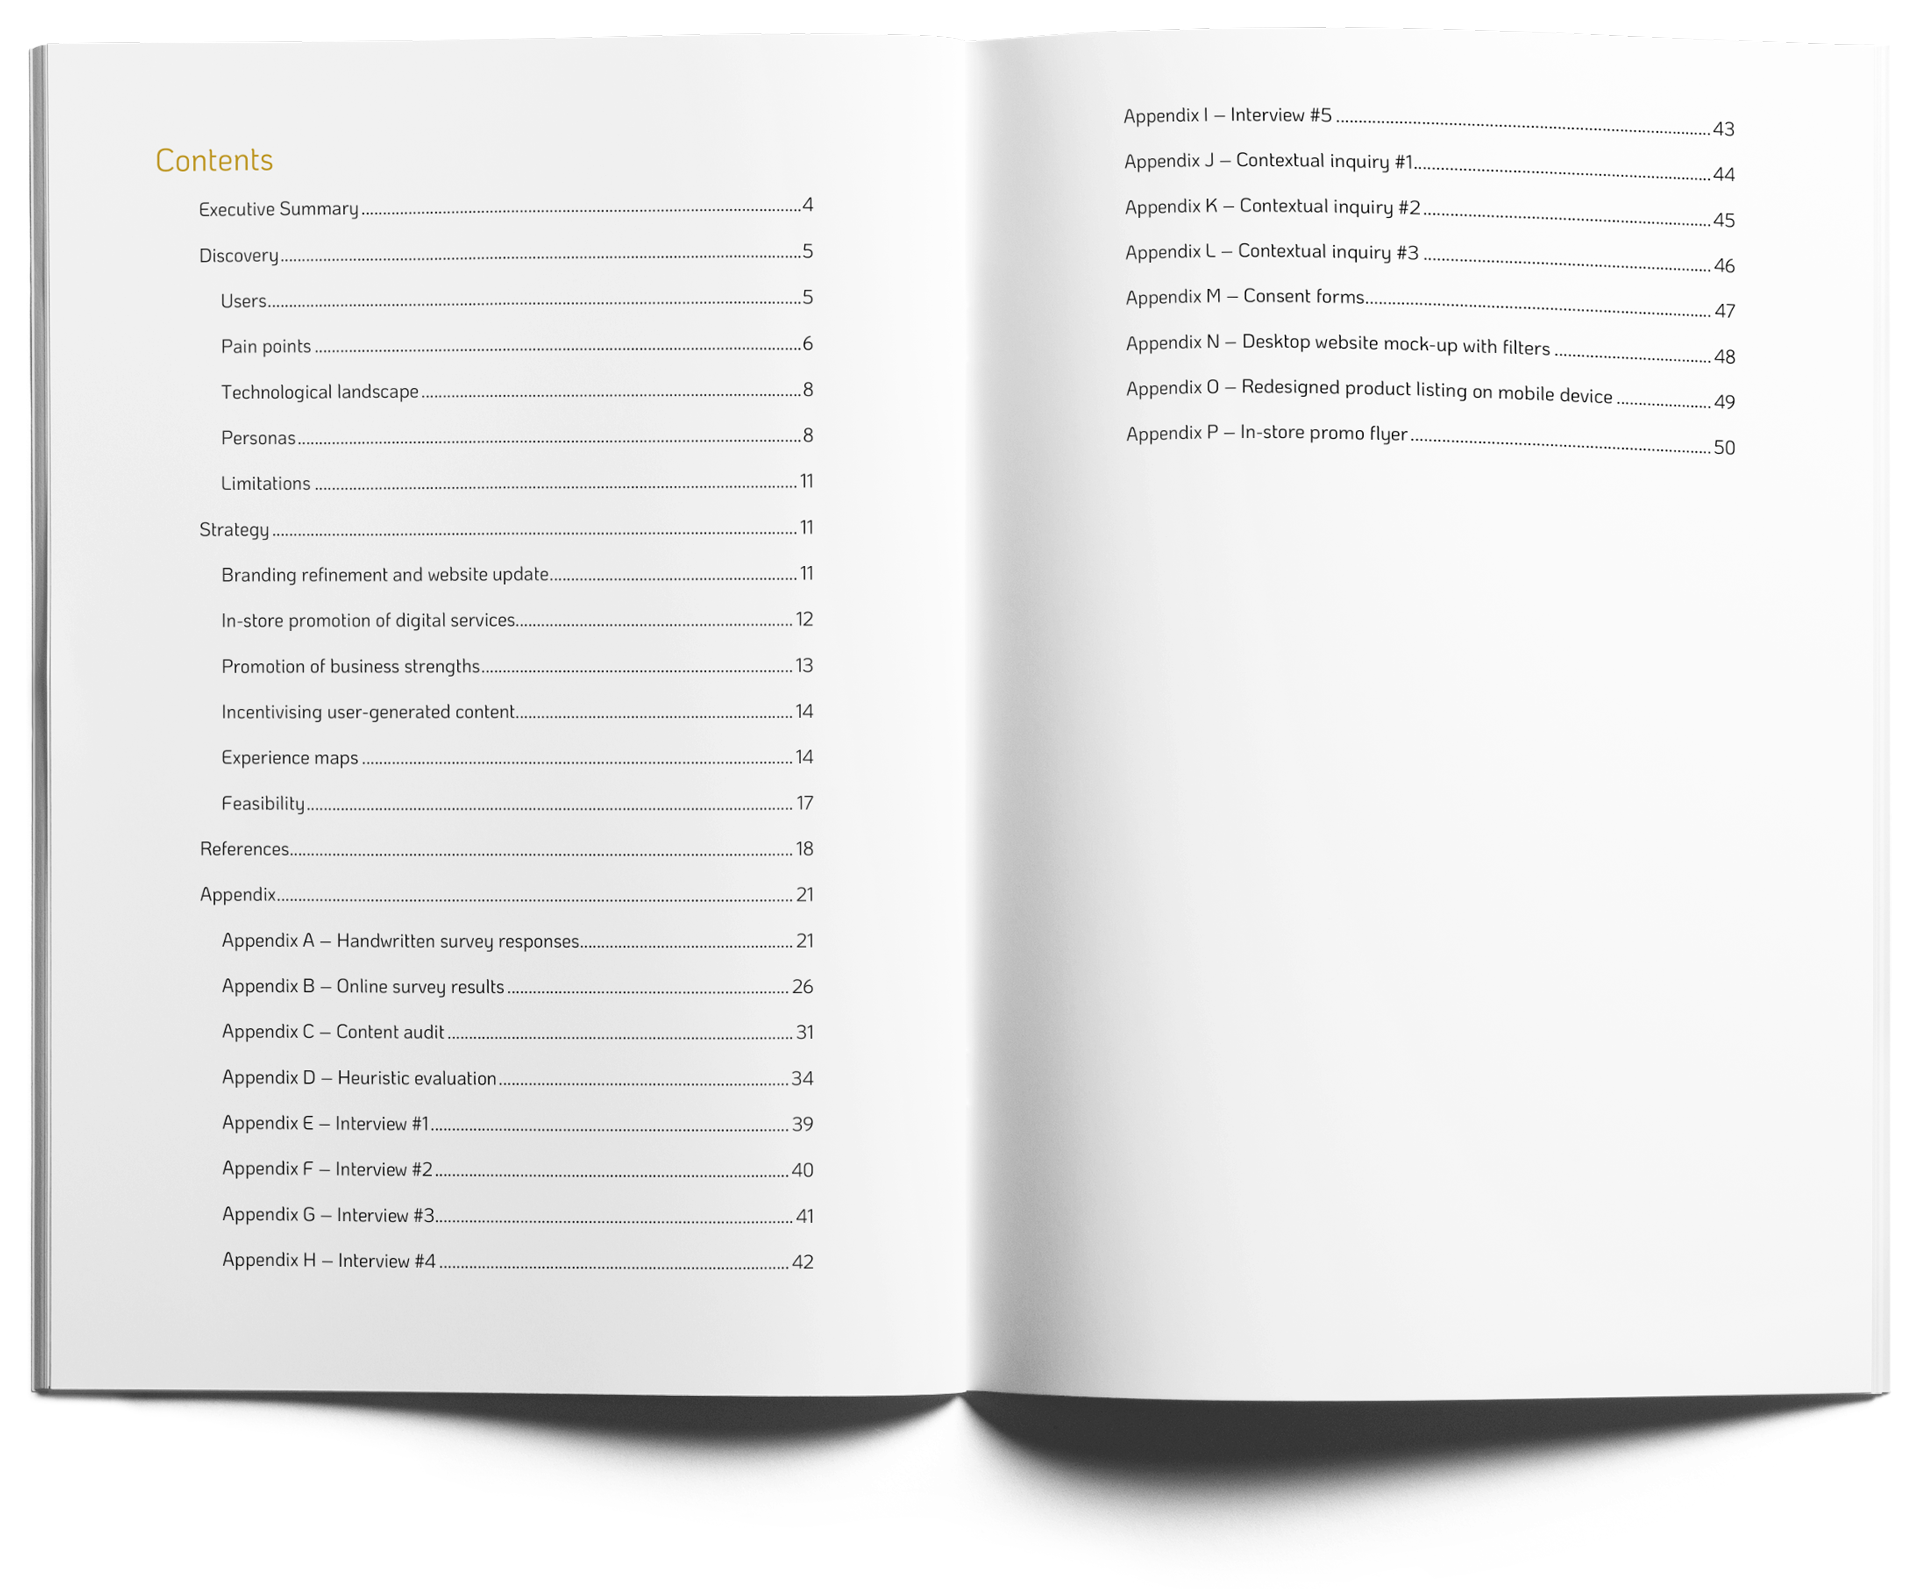 Contents
Executive Summary........4
Discovery........5
Users........5
Pain points........6
Technological landscape........8
Personas........8
Limitations........11
Strategy........11
Branding refinement and website update........11
In-store promotion of digital services........12
Promotion of business strengths........13
Incentivising user-generated content........14
Experience maps........14
Feasibility........17
References........18
Appendix........21
Appendix A – Handwritten survey responses........21
Appendix B – Online survey results........26
Appendix C – Content audit........31
Appendix D – Heuristic evaluation........34
Appendix E – Interview #1........39
Appendix F – Interview #2........40
Appendix G – Interview #3........41
Appendix H – Interview #4........42
Appendix I – Interview #5........43
Appendix J – Contextual inquiry #1........44
Appendix K – Contextual inquiry #2........45
Appendix L – Contextual inquiry #3........46
Appendix M – Consent forms........47
Appendix N – Desktop website mock-up with filters........48
Appendix O – Redesigned product listing on mobile device........49
Appendix P – In-store promo flyer........50